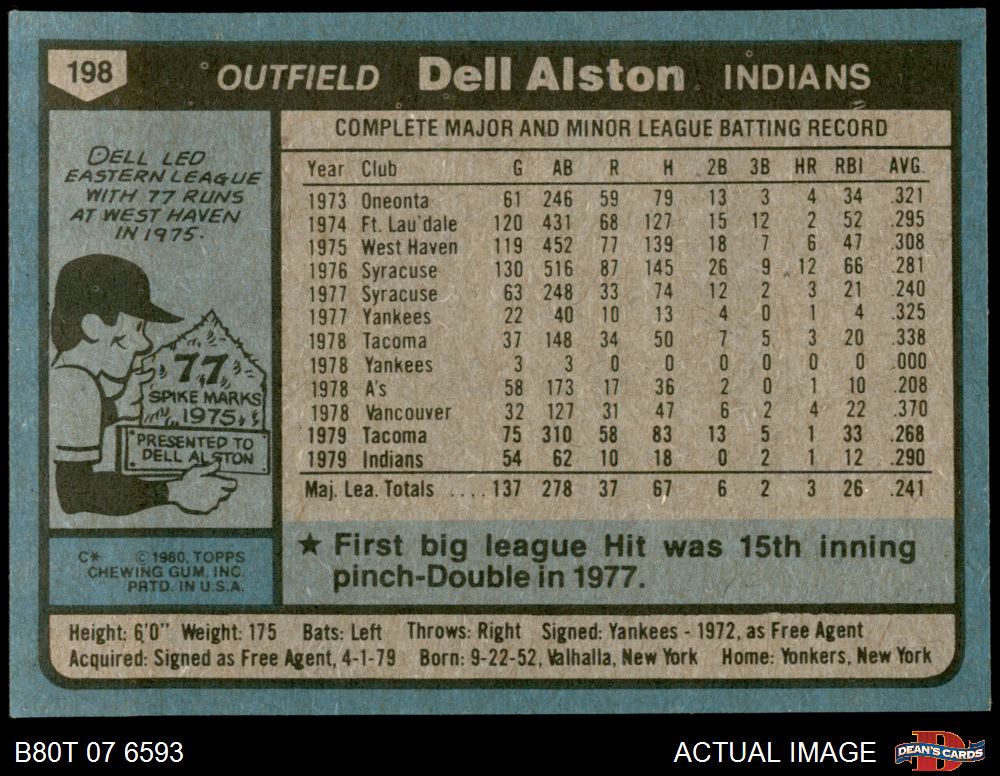 198 OUTFIELD Dell Alston INDIANS
DELL LED
EASTERN LEAGUE
WITH 77 RUNS
AT WEST HAVEN
IN 1975.
77
SPIKE MARKS
1975
PRESENTED TO
DELL ALSTON
C* © 1980, TOPPS
CHEWING GUM, INC.
PRTD. IN U.S.A.
COMPLETE MAJOR AND MINOR LEAGUE BATTING RECORD
Year Club G AB R H 2B 3B HR RBI AVG.
1973 Oneonta 61 246 59 79 13 3 4 34 .321
1974 Ft. Lau'dale 120 431 68 127 15 12 2 52 .295
1975 West Haven 119 452 77 139 18 7 6 47 .308
1976 Syracuse 130 516 87 145 26 9 12 66 .281
1977 Syracuse 63 248 33 74 12 2 3 21 .240
1977 Yankees 22 40 10 13 4 0 1 4 .325
1978 Tacoma 37 148 34 50 7 5 3 20 .338
1978 Yankees 3 3 0 0 0 0 0 0 .000
1978 A's 58 173 17 36 2 0 1 10 .208
1978 Vancouver 32 127 31 47 6 2 4 22 .370
1979 Tacoma 75 310 58 83 13 5 1 33 .268
1979 Indians 54 62 10 18 0 2 1 12 .290
Maj. Lea. Totals .... 137 278 37 67 6 2 3 26 .241
★ First big league Hit was 15th inning
pinch-Double in 1977.
Height: 6'0" Weight: 175 Bats: Left Throws: Right Signed: Yankees - 1972, as Free Agent
Acquired: Signed as Free Agent, 4-1-79 Born: 9-22-52, Valhalla, New York Home: Yonkers, New York
B80T 07 6593 ACTUAL IMAGE DEAN'S CARDS